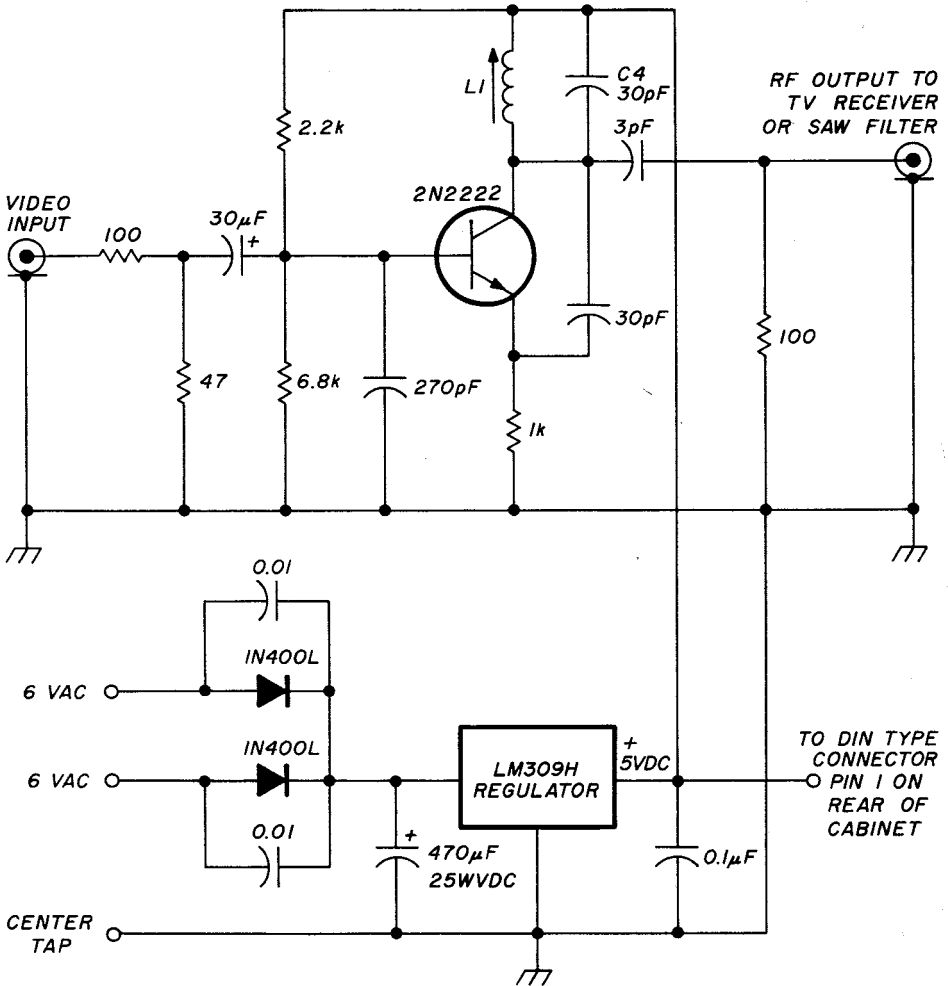 C4
30pF
L1
RF OUTPUT TO
TV RECEIVER
OR SAW FILTER
2.2k
3pF
2N2222
VIDEO
INPUT
100
30μF
+
30pF
100
47
6.8k
270pF
1k
0.01
1N400L
6 VAC
1N400L
6 VAC
0.01
LM309H
REGULATOR
+
5VDC
TO DIN TYPE
CONNECTOR
PIN 1 ON
REAR OF
CABINET
+
470μF
25WVDC
0.1μF
CENTER
TAP